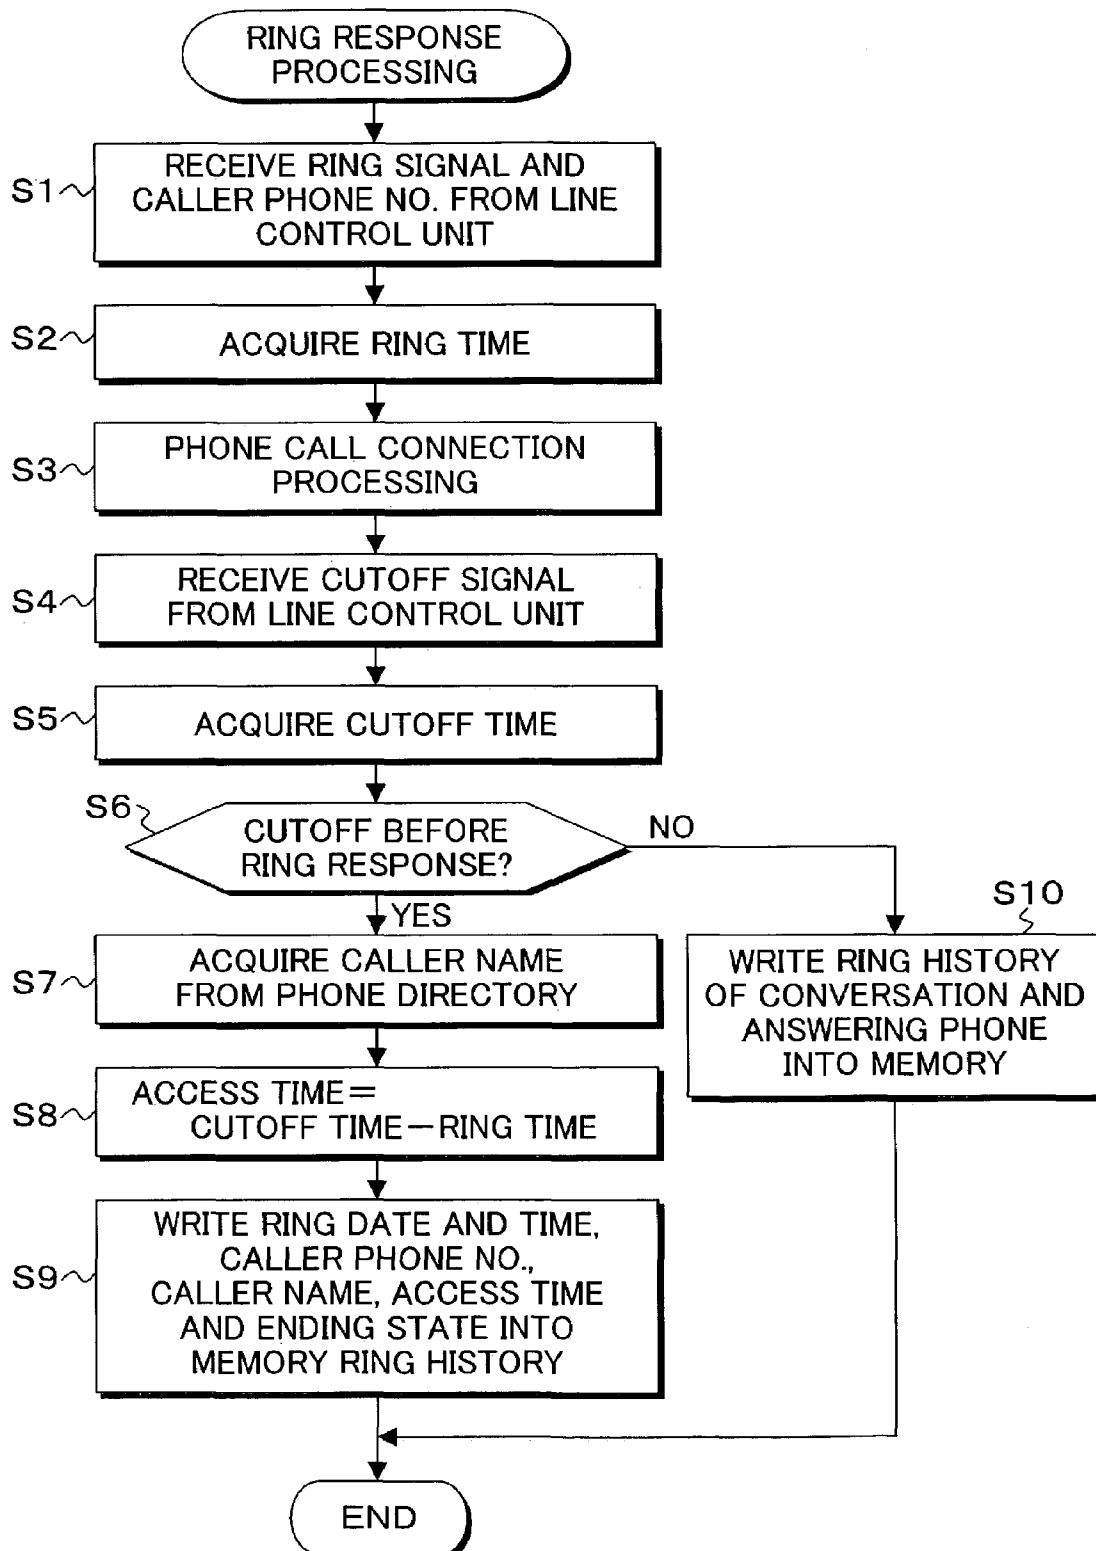 RING RESPONSE
PROCESSING
S1
RECEIVE RING SIGNAL AND
CALLER PHONE NO. FROM LINE
CONTROL UNIT
S2
ACQUIRE RING TIME
S3
PHONE CALL CONNECTION
PROCESSING
S4
RECEIVE CUTOFF SIGNAL
FROM LINE CONTROL UNIT
S5
ACQUIRE CUTOFF TIME
S6
CUTOFF BEFORE
RING RESPONSE?
NO
YES
S7
ACQUIRE CALLER NAME
FROM PHONE DIRECTORY
S10
WRITE RING HISTORY
OF CONVERSATION AND
ANSWERING PHONE
INTO MEMORY
S8
ACCESS TIME=
CUTOFF TIME-RING TIME
S9
WRITE RING DATE AND TIME,
CALLER PHONE NO.,
CALLER NAME, ACCESS TIME
AND ENDING STATE INTO
MEMORY RING HISTORY
END